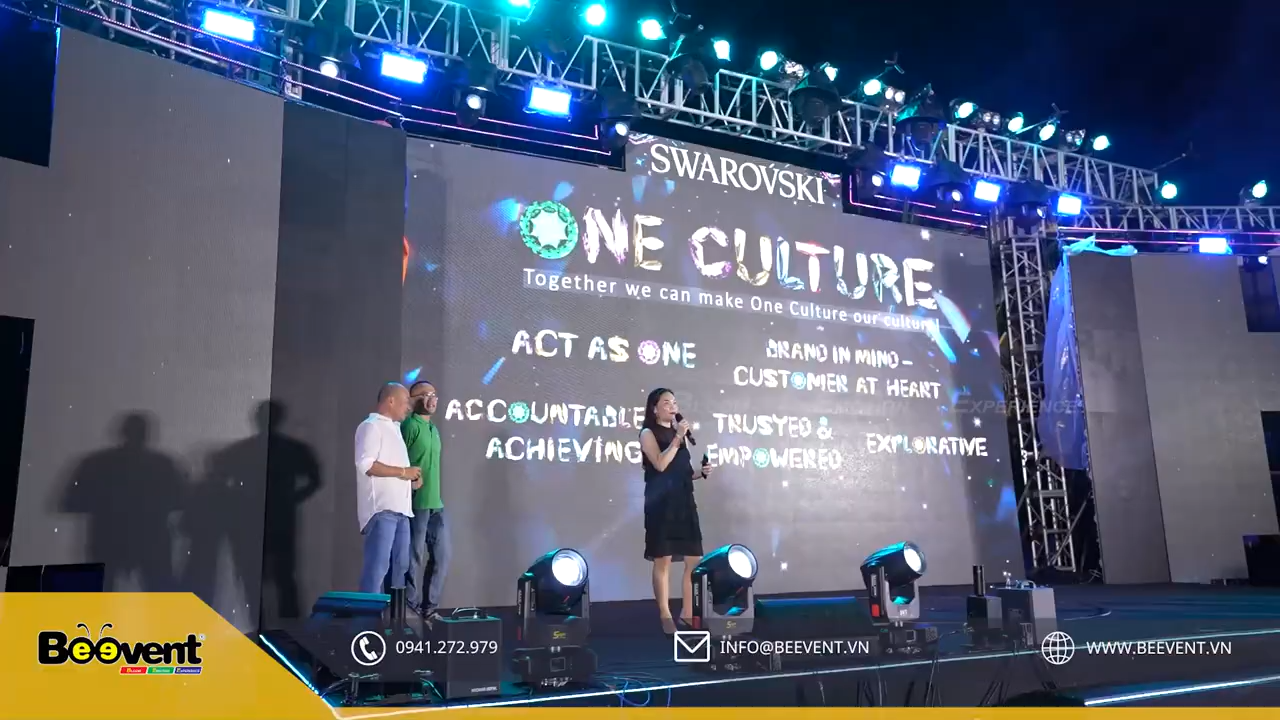 SWAROVSKI
ONE CULTURE
Together we can make One Culture our culture!
ACT AS ONE
BRAND IN MIND –
CUSTOMER AT HEART
ACCOUNTABLE
ACHIEVING
TRUSTED &
EMPOWERED
EXPLORATIVE
EXPERIENCE
Beevent
0941.272.979
INFO@BEEVENT.VN
WWW.BEEVENT.VN